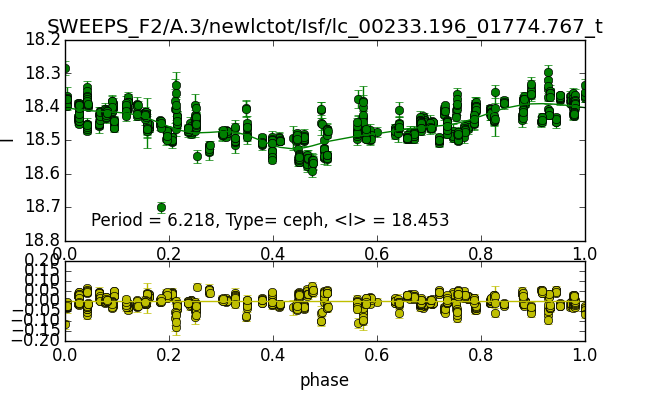 SWEEPS_F2/A.3/newlctot/Isf/lc_00233.196_01774.767_t
18.2
18.3
18.4
18.5
18.6
18.7
18.8
I
Period = 6.218, Type= ceph, <I> = 18.453
0.0 0.2 0.4 0.6 0.8 1.0
0.20
0.15
0.10
0.05
0.00
−0.05
−0.10
−0.15
−0.20
0.0 0.2 0.4 0.6 0.8 1.0
phase